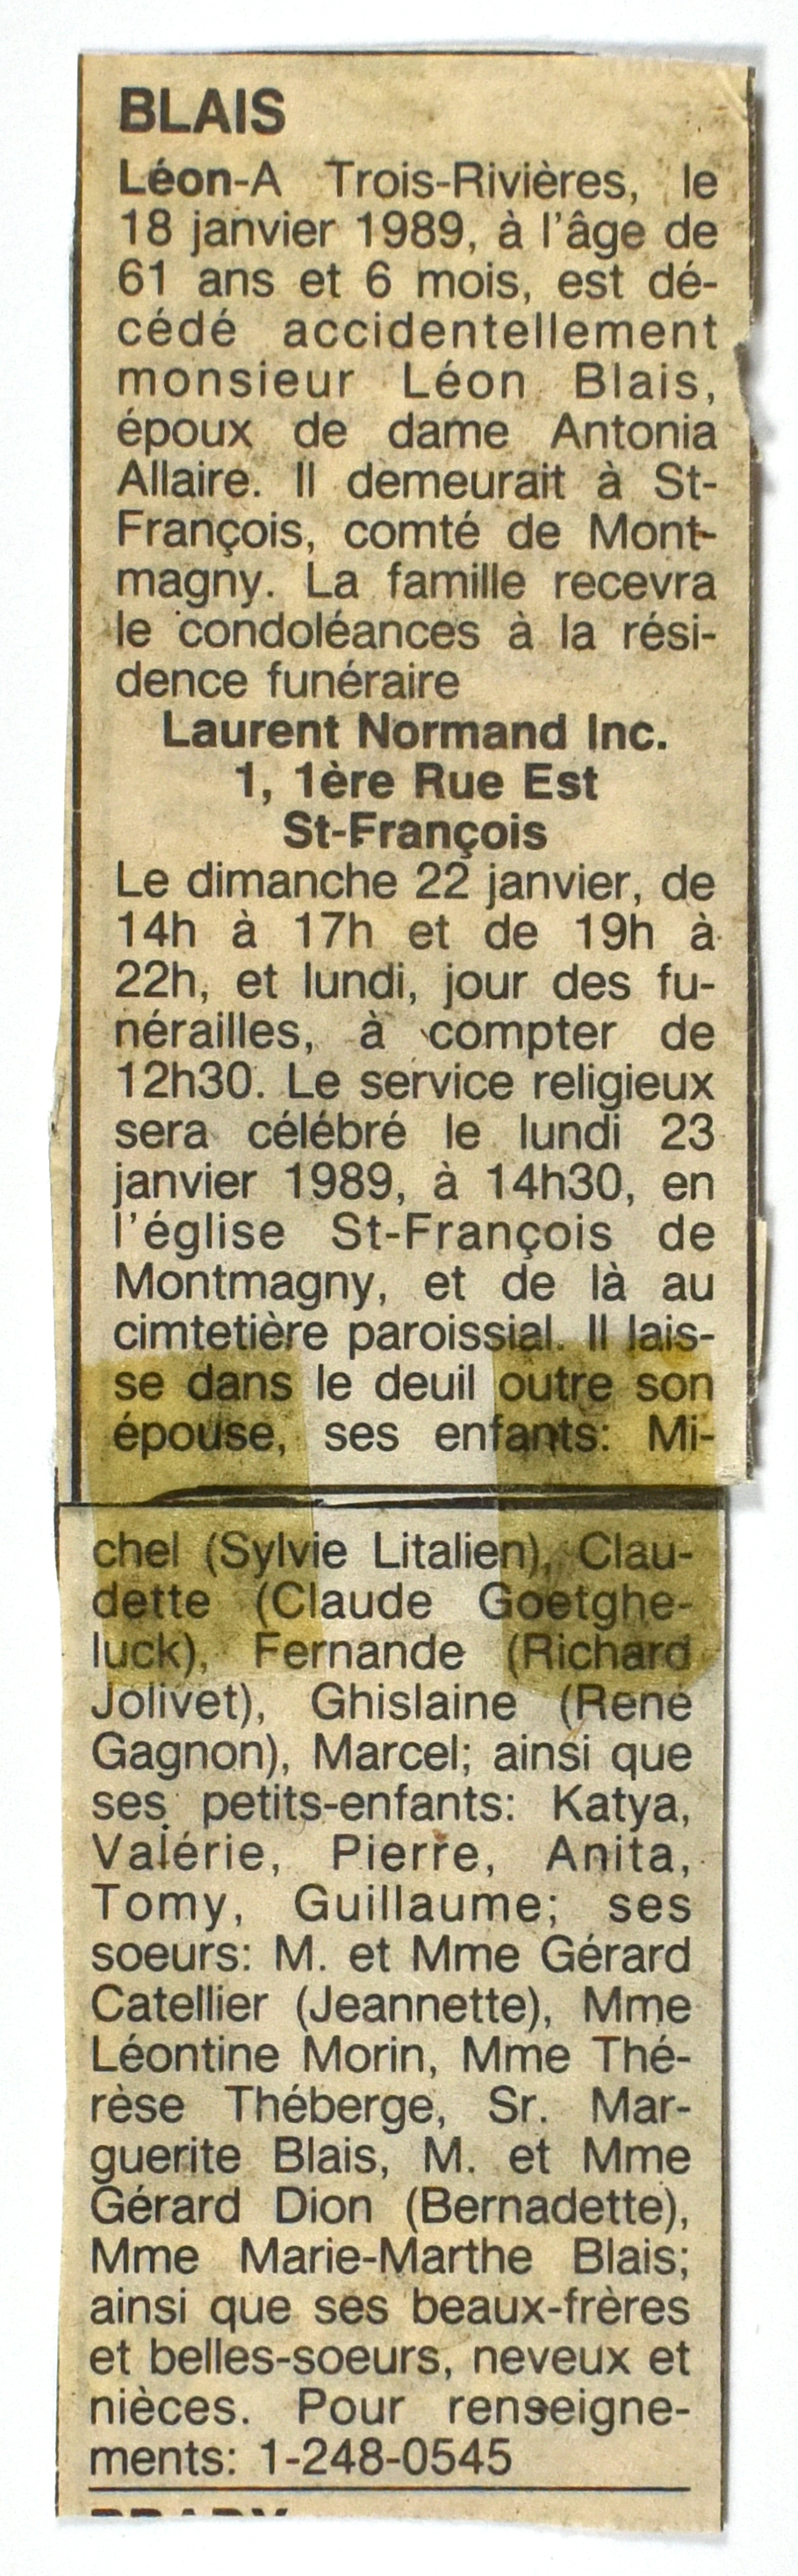 BLAIS
Léon-A Trois-Rivières, le
18 janvier 1989, à l'âge de
61 ans et 6 mois, est dé-
cédé accidentellement
monsieur Léon Blais,
époux de dame Antonia
Allaire. Il demeurait à St-
François, comté de Mont-
magny. La famille recevra
le condoléances à la rési-
dence funéraire
Laurent Normand Inc.
1, 1ère Rue Est
St-François
Le dimanche 22 janvier, de
14h à 17h et de 19h à
22h, et lundi, jour des fu-
nérailles, à compter de
12h30. Le service religieux
sera célébré le lundi 23
janvier 1989, à 14h30, en
l'église St-François de
Montmagny, et de là au
cimtetière paroissial. Il lais-
se dans le deuil outre son
épouse, ses enfants: Mi-
chel (Sylvie Litalien), Clau-
dette (Claude Goetghe-
luck), Fernande (Richard
Jolivet), Ghislaine (René
Gagnon), Marcel; ainsi que
ses petits-enfants: Katya,
Valérie, Pierre, Anita,
Tomy, Guillaume; ses
soeurs: M. et Mme Gérard
Catellier (Jeannette), Mme
Léontine Morin, Mme Thé-
rèse Théberge, Sr. Mar-
guerite Blais, M. et Mme
Gérard Dion (Bernadette),
Mme Marie-Marthe Blais;
ainsi que ses beaux-frères
et belles-soeurs, neveux et
nièces. Pour renseigne-
ments: 1-248-0545